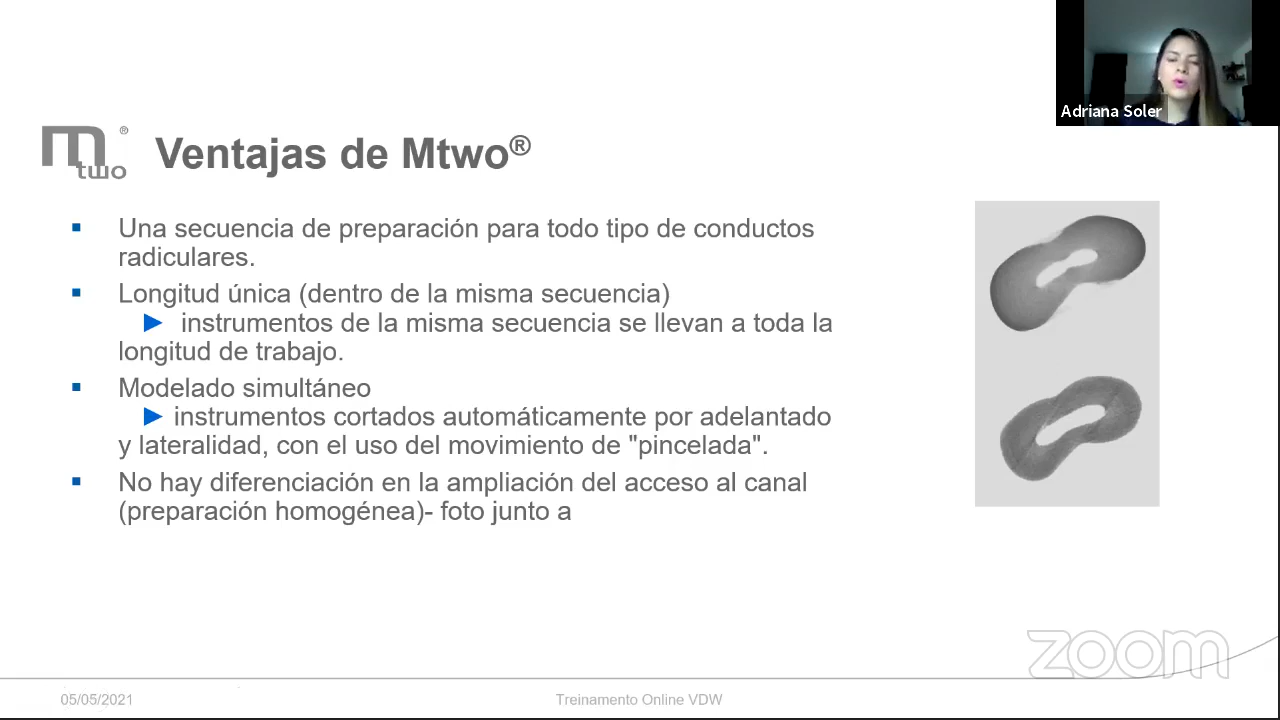 Adriana Soler
mtwo®
Ventajas de Mtwo®
▪ Una secuencia de preparación para todo tipo de conductos
radiculares.
▪ Longitud única (dentro de la misma secuencia)
► instrumentos de la misma secuencia se llevan a toda la
longitud de trabajo.
▪ Modelado simultáneo
► instrumentos cortados automáticamente por adelantado
y lateralidad, con el uso del movimiento de "pincelada".
▪ No hay diferenciación en la ampliación del acceso al canal
(preparación homogénea)- foto junto a
zoom
05/05/2021
Treinamento Online VDW